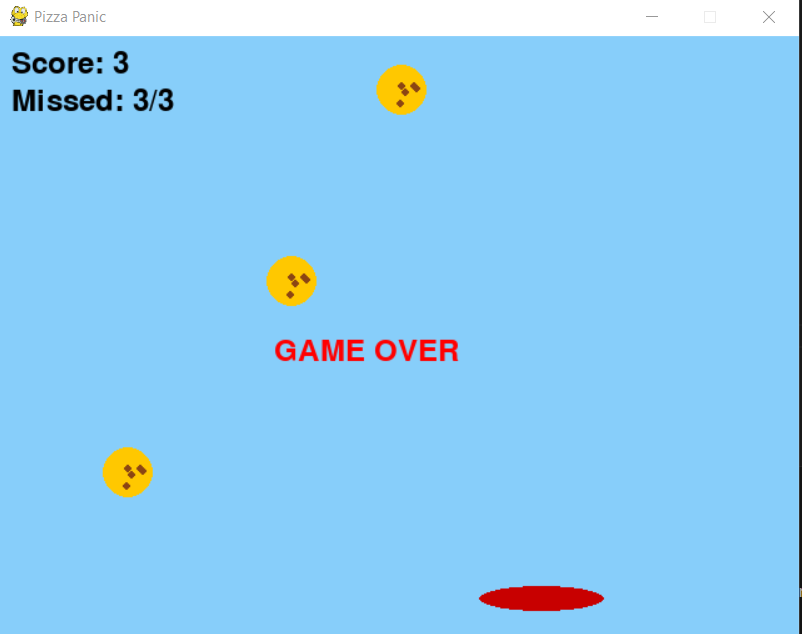 Pizza Panic
Score: 3
Missed: 3/3
GAME OVER